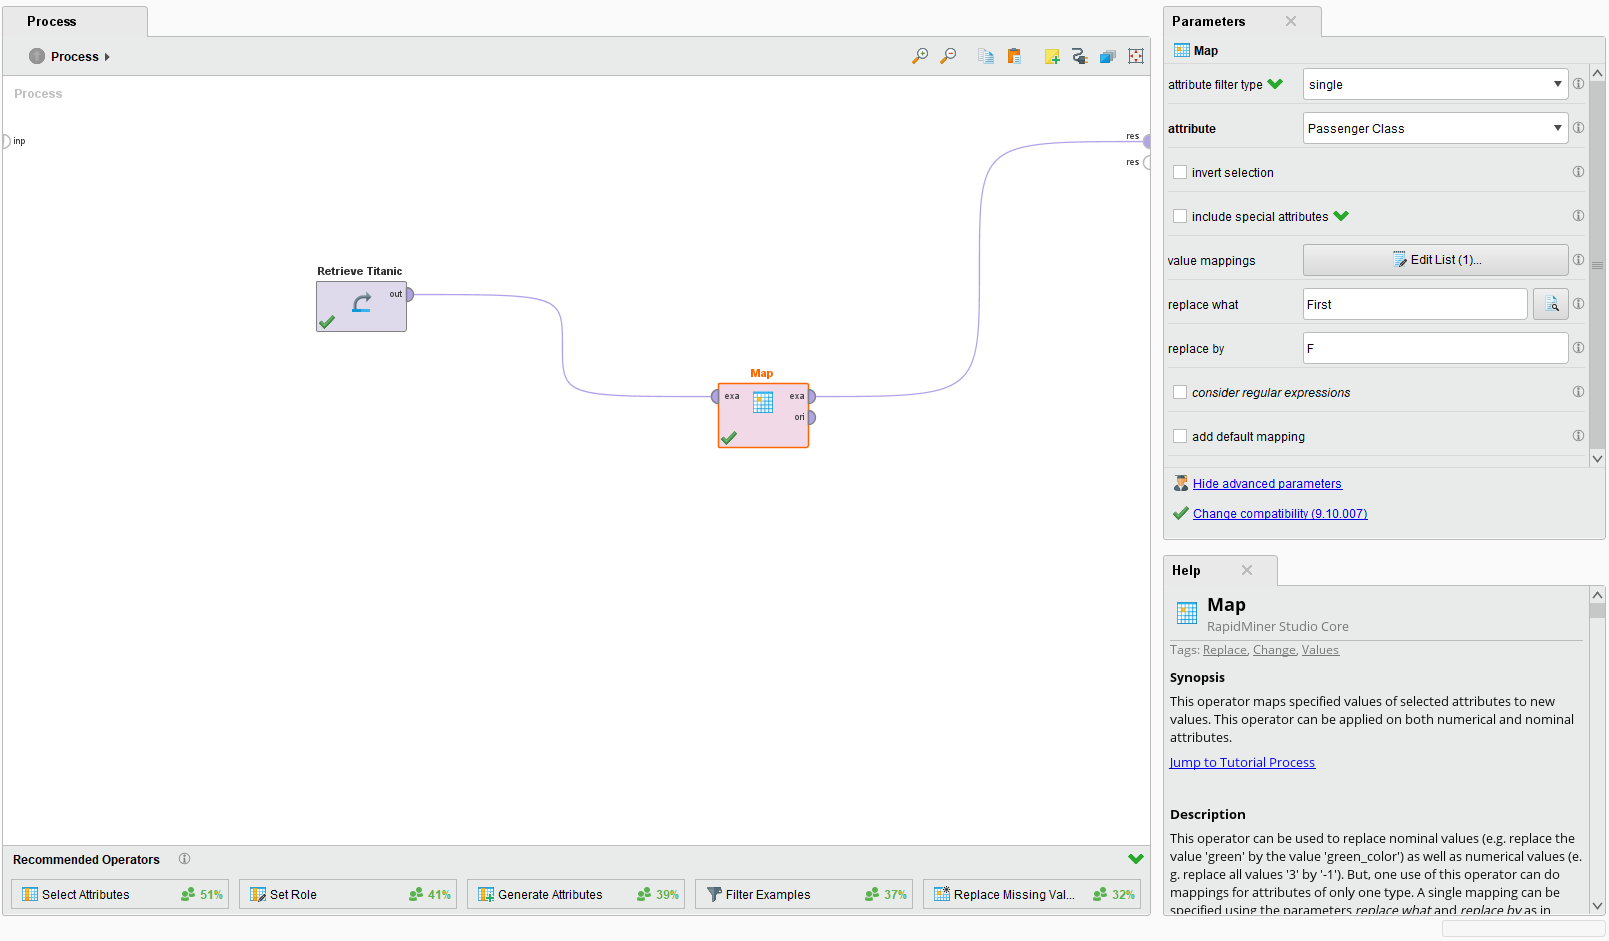 Process
Process
Process
inp
res
res
Retrieve Titanic
out
Map
exa
exa
ori
Recommended Operators
Select Attributes 51%
Set Role 41%
Generate Attributes 39%
Filter Examples 37%
Replace Missing Val... 32%
Parameters
Map
attribute filter type
single
attribute
Passenger Class
invert selection
include special attributes
value mappings
Edit List (1)...
replace what
First
replace by
F
consider regular expressions
add default mapping
Hide advanced parameters
Change compatibility (9.10.007)
Help
Map
RapidMiner Studio Core
Tags: Replace, Change, Values
Synopsis
This operator maps specified values of selected attributes to new
values. This operator can be applied on both numerical and nominal
attributes.
Jump to Tutorial Process
Description
This operator can be used to replace nominal values (e.g. replace the
value 'green' by the value 'green_color') as well as numerical values (e.
g. replace all values '3' by '-1'). But, one use of this operator can do
mappings for attributes of only one type. A single mapping can be
specified using the parameters replace what and replace by as in